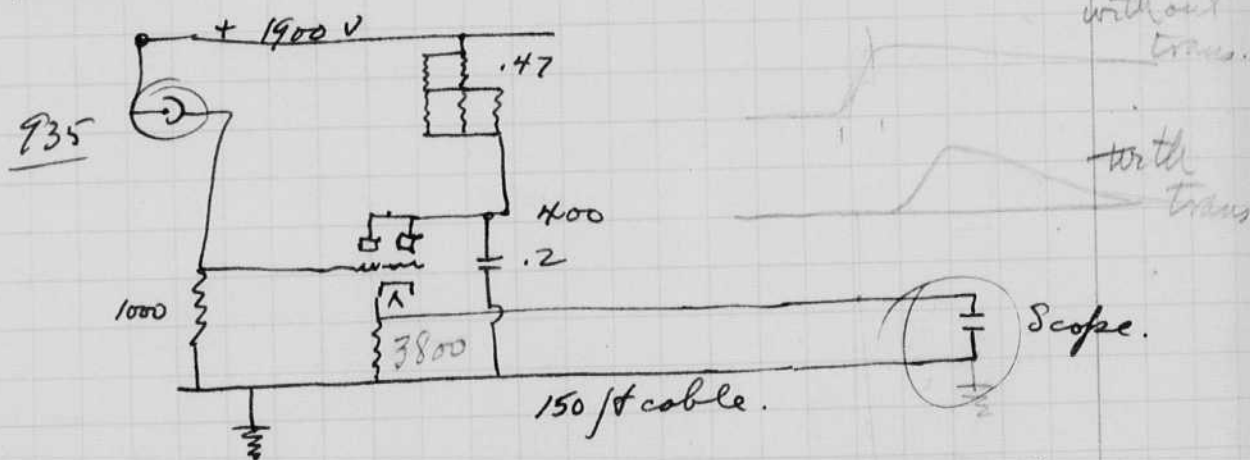 + 1900 V
without
trans.
.47
935
with
trans
400
.2
1000
3800
Scope.
150 ft cable.